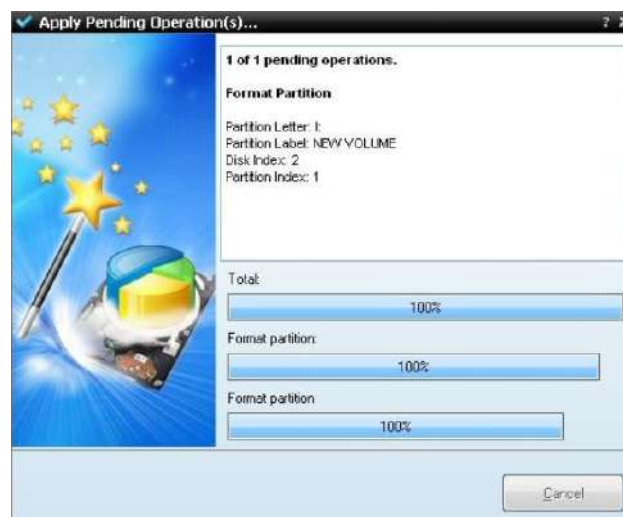 Apply Pending Operation(s)...
1 of 1 pending operations.
Format Partition
Partition Letter: I:
Partition Label: NEW VOLUME
Disk Index: 2
Partition Index: 1
Total:
100%
Format partition:
100%
Format partition
100%
Cancel